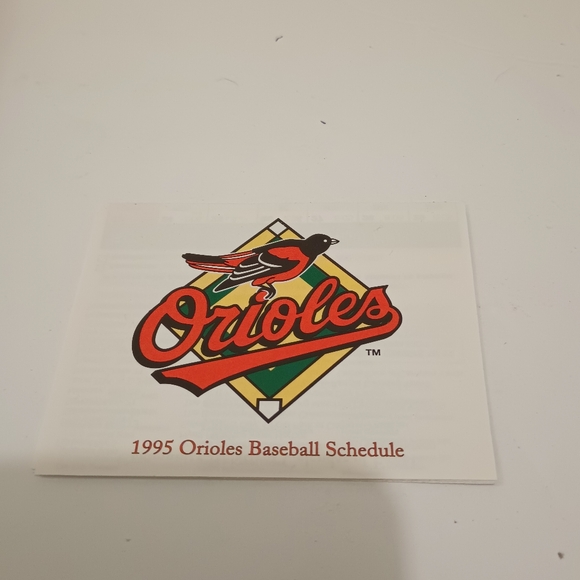 Orioles
TM
1995 Orioles Baseball Schedule